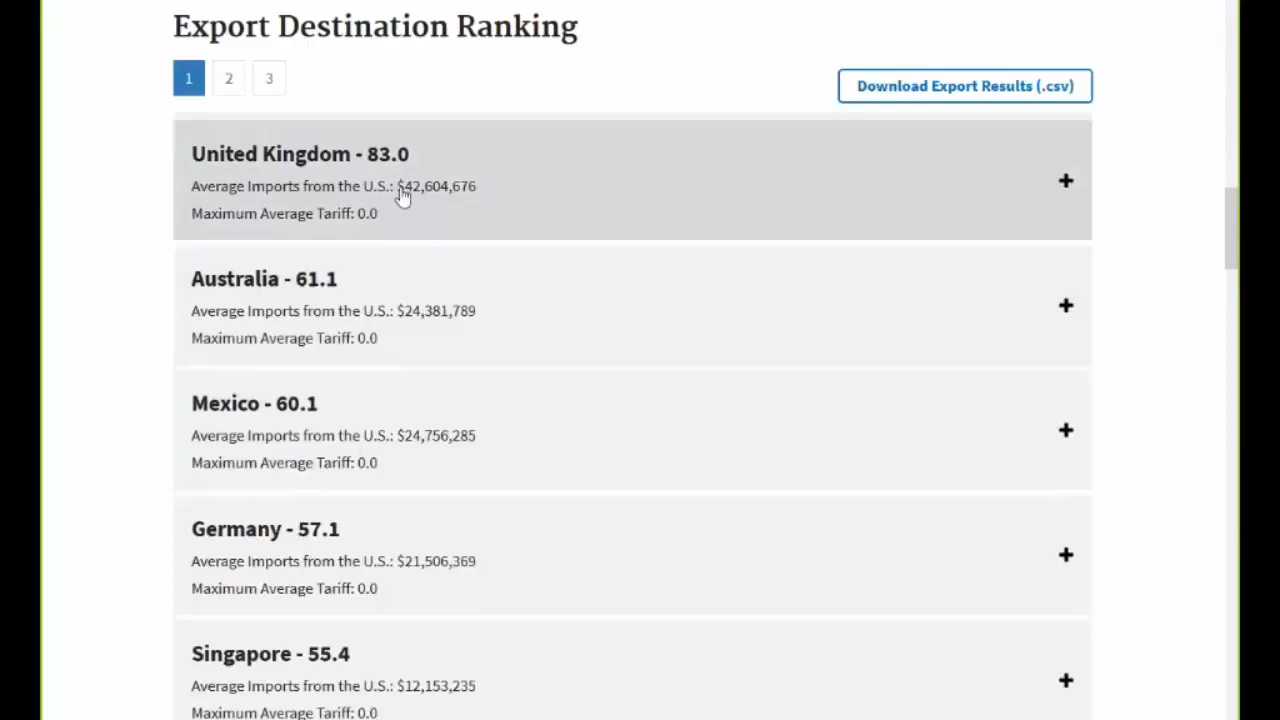 Export Destination Ranking
1 2 3
Download Export Results (.csv)
United Kingdom - 83.0
Average Imports from the U.S.: $42,604,676
Maximum Average Tariff: 0.0
Australia - 61.1
Average Imports from the U.S.: $24,381,789
Maximum Average Tariff: 0.0
Mexico - 60.1
Average Imports from the U.S.: $24,756,285
Maximum Average Tariff: 0.0
Germany - 57.1
Average Imports from the U.S.: $21,506,369
Maximum Average Tariff: 0.0
Singapore - 55.4
Average Imports from the U.S.: $12,153,235
Maximum Average Tariff: 0.0